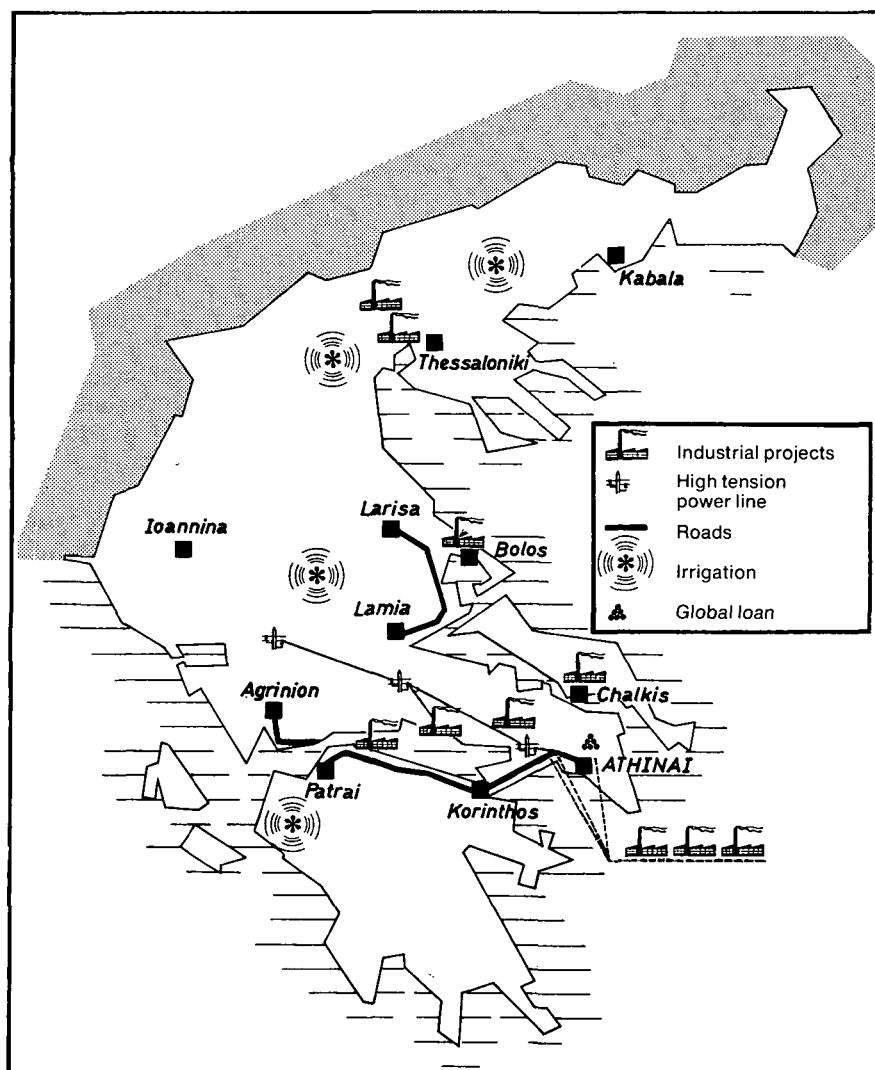 Kabala
Thessaloniki
Industrial projects
High tension
power line
Roads
Irrigation
Global loan
Larisa
Ioannina
Bolos
Lamia
Agrinion
Chalkis
ATHINAI
Patrai
Korinthos